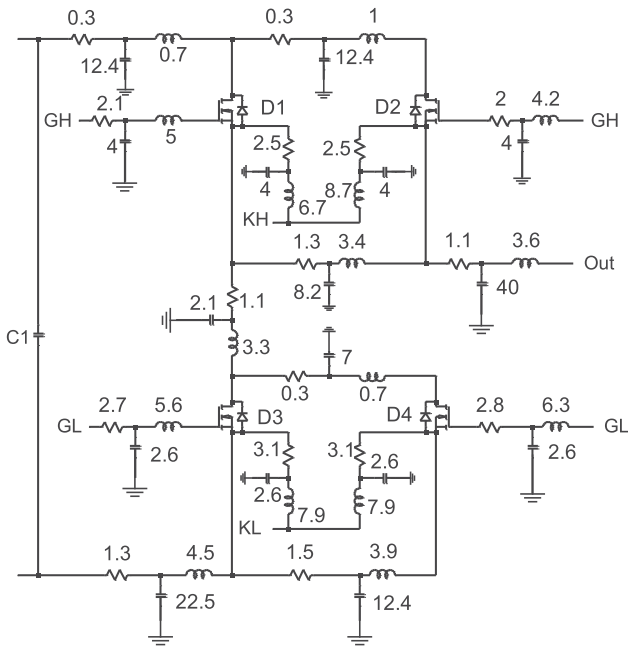 0.3 0.3 1
0.7
12.4 12.4
D1 D2
2.1 2 4.2
GH GH
5
4 2.5 2.5 4
4 8.7 4
6.7
KH
1.3 3.4 1.1 3.6
Out
8.2 40
2.1 1.1
C1
3.3
7
0.3 0.7
2.7 5.6 D3 D4 2.8 6.3
GL GL
2.6 3.1 3.1 2.6
2.6
2.6
7.9 7.9
KL
1.3 4.5 1.5 3.9
22.5 12.4